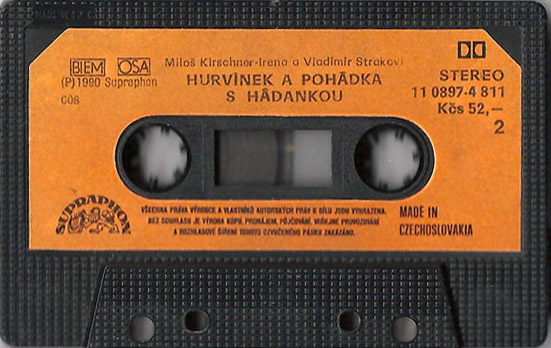 BIEM OSA
(P)1990 Supraphon
C08
Miloš Kirschner-Irena a Vladimír Strakovi
HURVÍNEK A POHÁDKA
S HÁDANKOU
STEREO
11 0897-4 811
Kčs 52,—
2
SUPRAPHON
VŠECHNA PRÁVA VÝROBCE A VLASTNÍKŮ AUTORSKÝCH PRÁV K DÍLU JSOU VYHRAZENA.
BEZ SOUHLASU JE VÝROBA KOPIÍ, PRONÁJEM, PŮJČOVÁNÍ, VEŘEJNÉ PROVOZOVÁNÍ
A ROZHLASOVÉ ŠÍŘENÍ TOHOTO OZVUČENÉHO PÁSKU ZAKÁZÁNO.
MADE IN
CZECHOSLOVAKIA